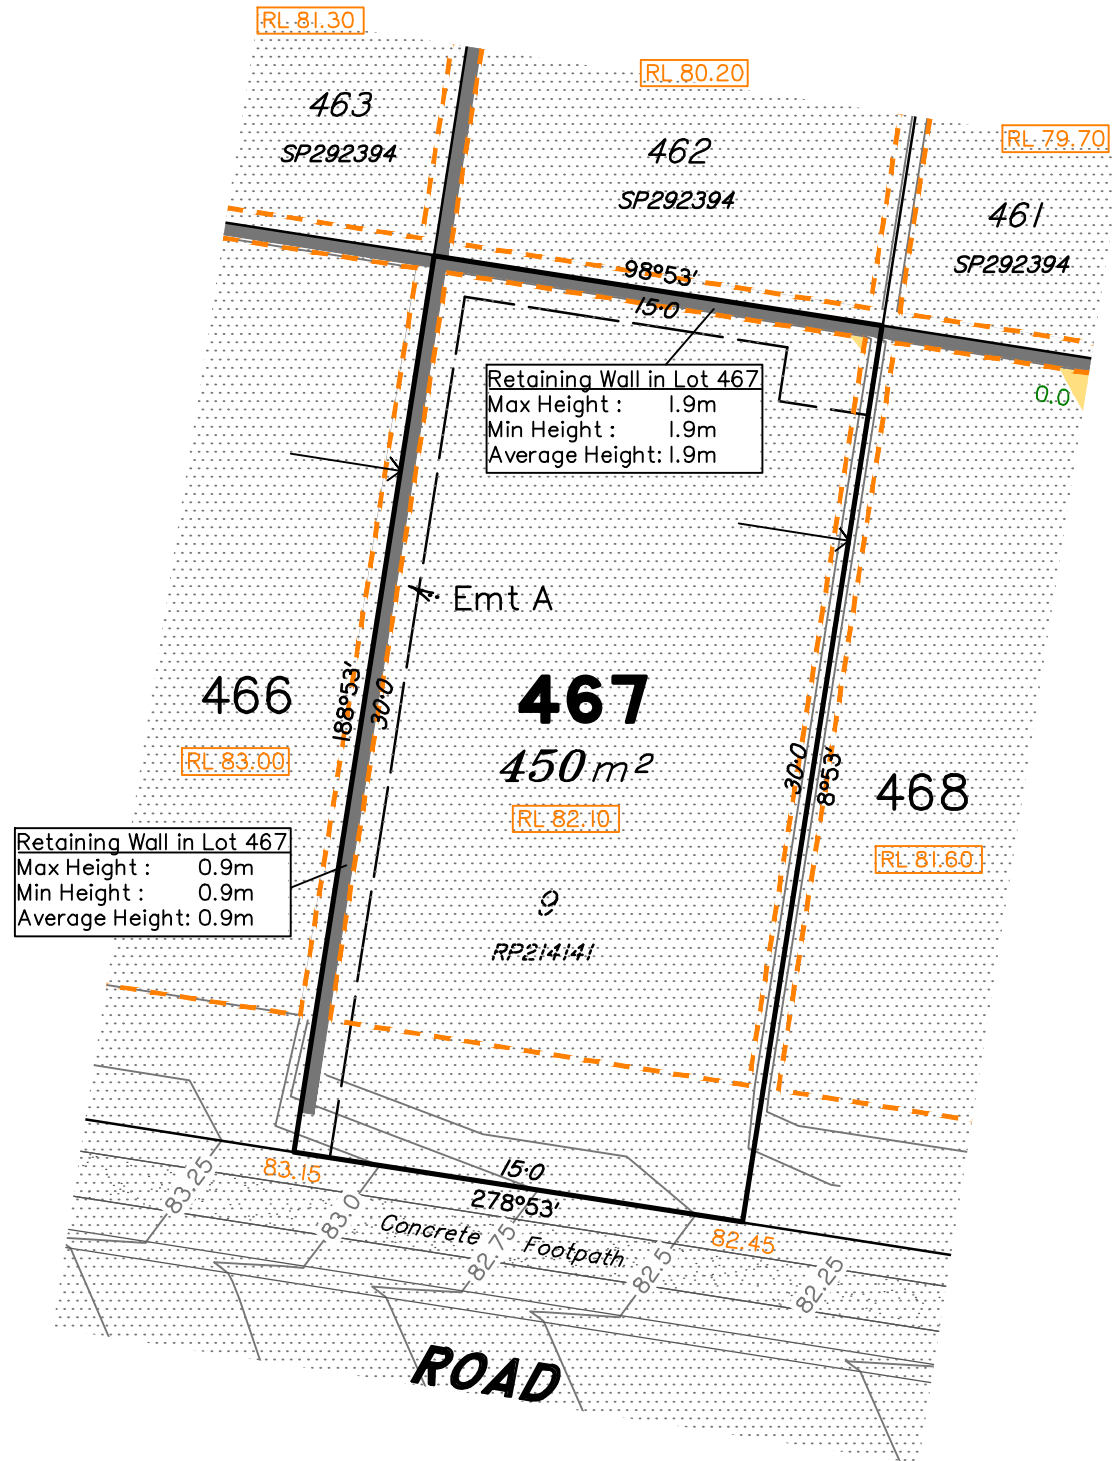 RL 81.30
RL 80.20
RL 79.70
463
SP292394
462
SP292394
461
SP292394
98°53'
15·0
0.0
Retaining Wall in Lot 467
Max Height : 1.9m
Min Height : 1.9m
Average Height: 1.9m
Emt A
188°53'
30·0
466
RL 83.00
467
450 m²
RL 82.10
30·0
8°53'
468
RL 81.60
Retaining Wall in Lot 467
Max Height : 0.9m
Min Height : 0.9m
Average Height: 0.9m
9
RP214141
15·0
278°53'
83.15
82.45
83.25
83.0
82.75
82.5
82.25
Concrete Footpath
ROAD